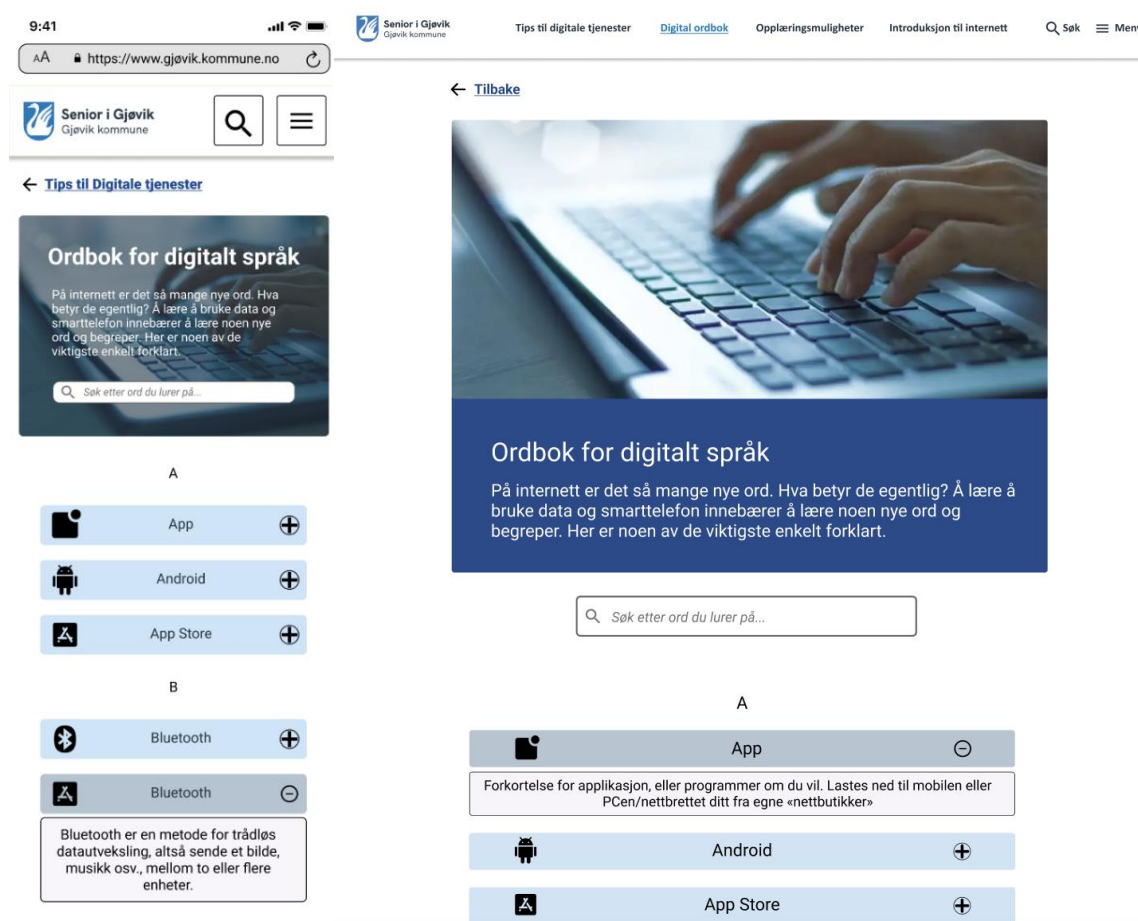 9:41
AA https://www.gjøvik.kommune.no
Senior i Gjøvik
Gjøvik kommune
Tips til Digitale tjenester
Ordbok for digitalt språk
På internett er det så mange nye ord. Hva
betyr de egentlig? Å lære å bruke data og
smarttelefon innebærer å lære noen nye
ord og begreper. Her er noen av de
viktigste enkelt forklart.
Søk etter ord du lurer på...
A
App
Android
App Store
B
Bluetooth
Bluetooth
Bluetooth er en metode for trådløs
datautveksling, altså sende et bilde,
musikk osv., mellom to eller flere
enheter.
Senior i Gjøvik
Gjøvik kommune
Tips til digitale tjenester Digital ordbok Opplæringsmuligheter Introduksjon til internett Søk
Tilbake
Ordbok for digitalt språk
På internett er det så mange nye ord. Hva betyr de egentlig? Å lære å
bruke data og smarttelefon innebærer å lære noen nye ord og
begreper. Her er noen av de viktigste enkelt forklart.
Søk etter ord du lurer på...
A
App
Forkortelse for applikasjon, eller programmer om du vil. Lastes ned til mobilen eller
PCen/nettbrettet ditt fra egne «nettbutikker»
Android
App Store